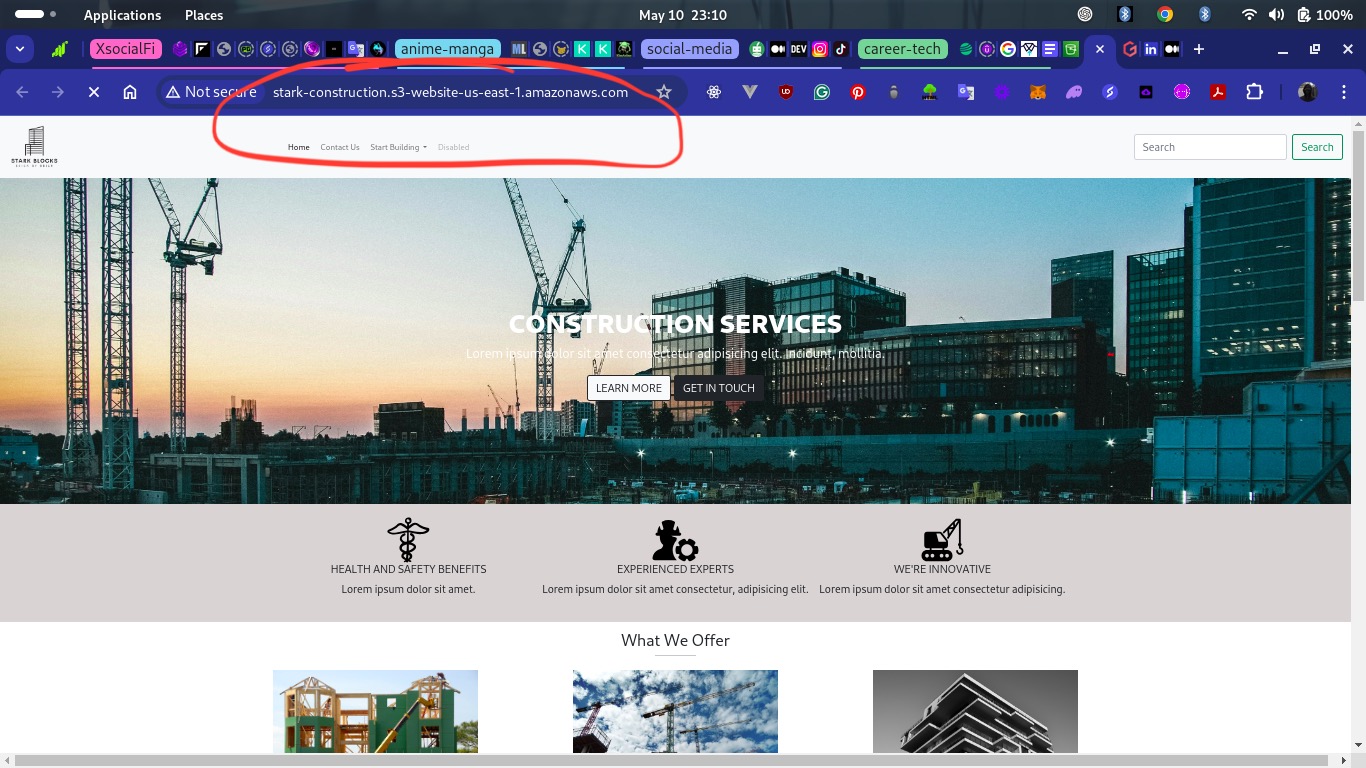 Applications Places May 10 23:10 100%
XsocialFi anime-manga social-media career-tech
Not secure stark-construction.s3-website-us-east-1.amazonaws.com
STARK BLOCKS
Home Contact Us Start Building Disabled Search Search
CONSTRUCTION SERVICES
Lorem ipsum dolor sit amet consectetur adipisicing elit. Incidunt, mollitia.
LEARN MORE GET IN TOUCH
HEALTH AND SAFETY BENEFITS EXPERIENCED EXPERTS WE'RE INNOVATIVE
Lorem ipsum dolor sit amet. Lorem ipsum dolor sit amet consectetur, adipisicing elit. Lorem ipsum dolor sit amet consectetur adipisicing.
What We Offer